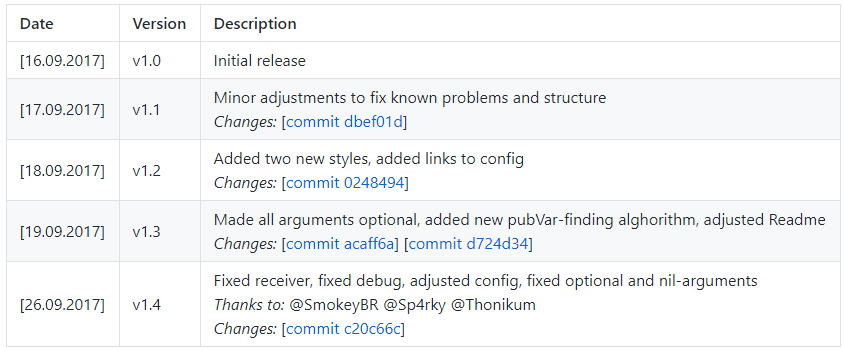 Date Version Description
[16.09.2017] v1.0 Initial release
Minor adjustments to fix known problems and structure
[17.09.2017] v1.1
Changes: [commit dbef01d]
Added two new styles, added links to config
[18.09.2017] v1.2
Changes: [commit 0248494]
Made all arguments optional, added new pubVar-finding alghorithm, adjusted Readme
[19.09.2017] v1.3
Changes: [commit acaff6a] [commit d724d34]
Fixed receiver, fixed debug, adjusted config, fixed optional and nil-arguments
[26.09.2017] v1.4 Thanks to: @SmokeyBR @Sp4rky @Thonikum
Changes: [commit c20c66c]